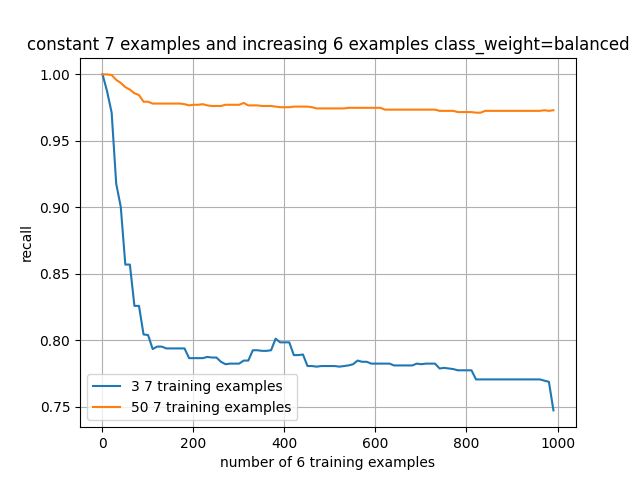 constant 7 examples and increasing 6 examples class_weight=balanced
1.00
0.95
0.90
0.85
0.80
0.75
recall
3 7 training examples
50 7 training examples
0 200 400 600 800 1000
number of 6 training examples